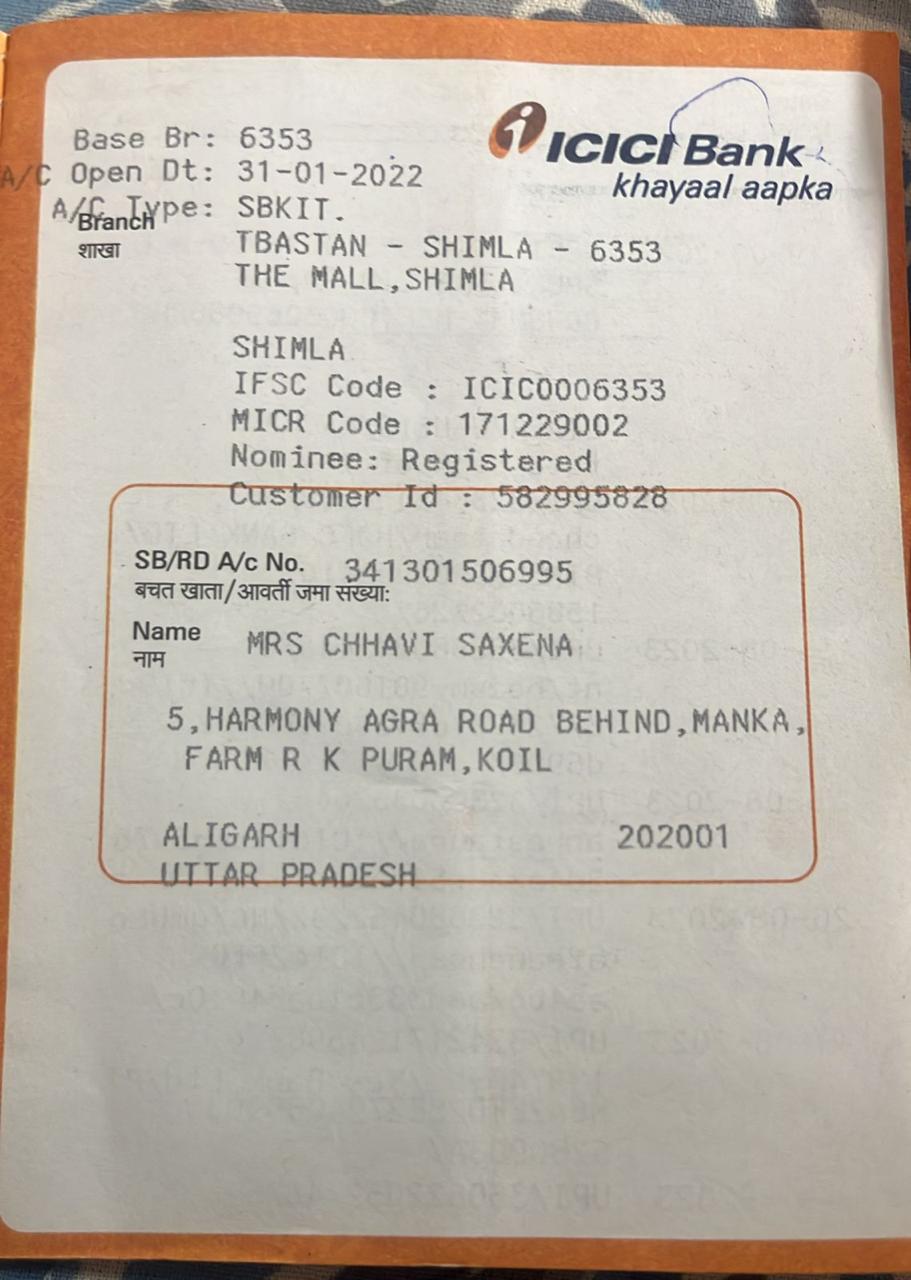 Base Br: 6353
ICICI Bank
A/C Open Dt: 31-01-2022
khayaal aapka
A/C Type: SBKIT.
Branch
शाखा
TBASTAN - SHIMLA - 6353
THE MALL,SHIMLA
SHIMLA
IFSC Code : ICIC0006353
MICR Code : 171229002
Nominee: Registered
Customer Id : 582995828
SB/RD A/c No. 341301506995
बचत खाता/आवर्ती जमा संख्या:
Name MRS CHHAVI SAXENA
नाम
5,HARMONY AGRA ROAD BEHIND,MANKA,
FARM R K PURAM,KOIL
ALIGARH 202001
UTTAR PRADESH